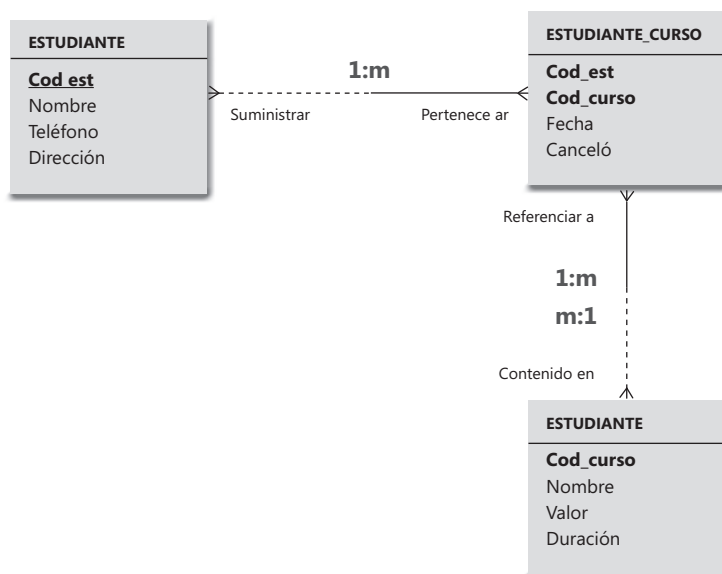 ESTUDIANTE
Cod est
Nombre
Teléfono
Dirección
1:m
Suministrar
Pertenece ar
ESTUDIANTE_CURSO
Cod_est
Cod_curso
Fecha
Canceló
Referenciar a
1:m
m:1
Contenido en
ESTUDIANTE
Cod_curso
Nombre
Valor
Duración